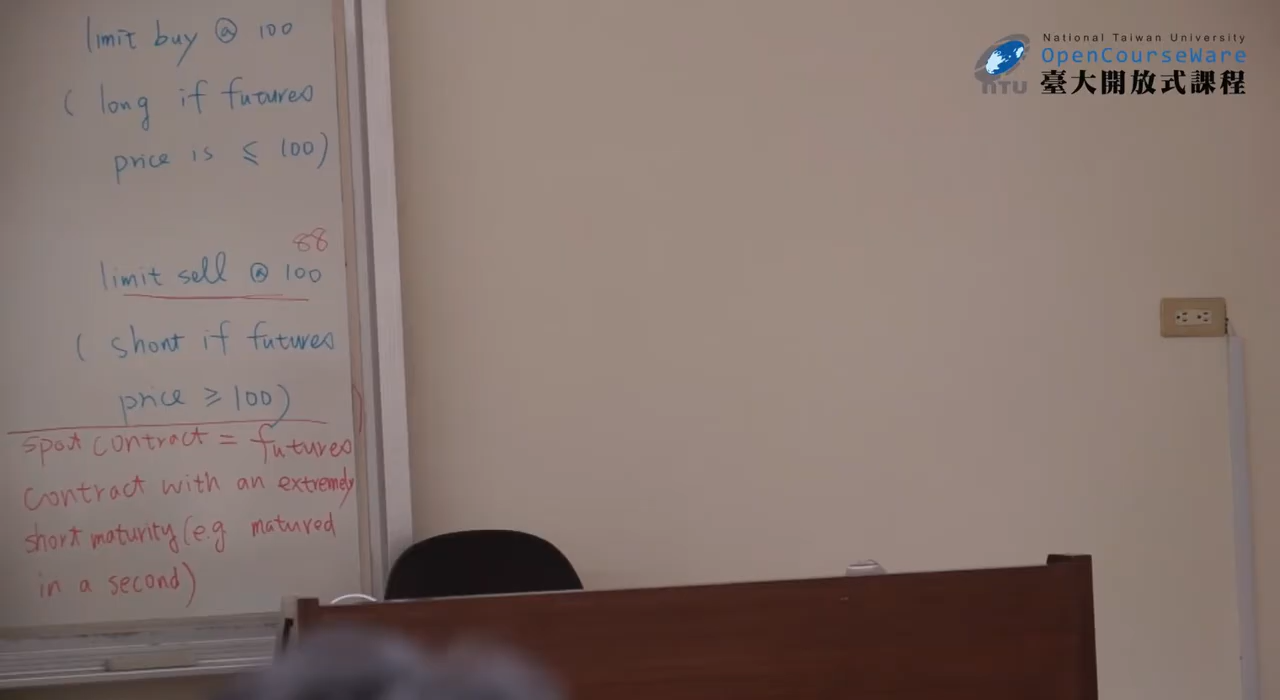 limit buy @ 100
( long if futures
price is ≤ 100)
88
limit sell @ 100
( short if futures
price ≥ 100)
spot contract = futures
contract with an extremely
short maturity (e.g matured
in a second)
National Taiwan University
OpenCourseWare
臺大開放式課程
NTU